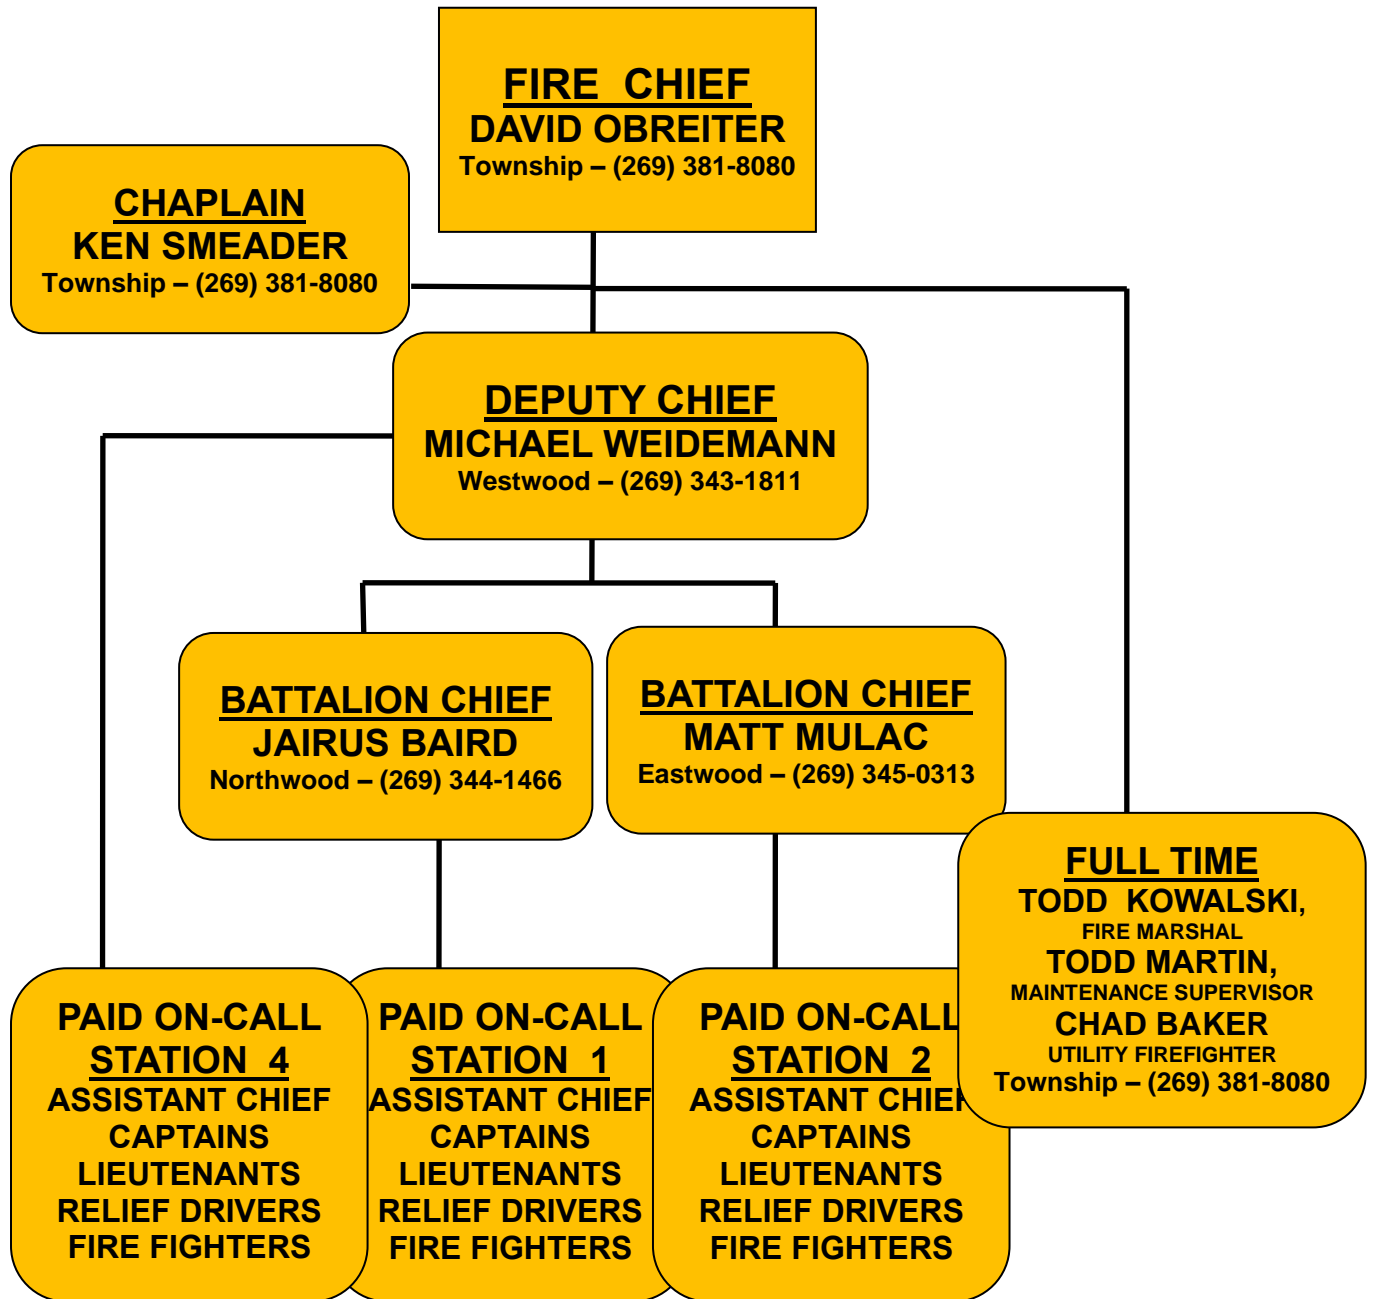 FIRE CHIEF
DAVID OBREITER
Township – (269) 381-8080
CHAPLAIN
KEN SMEADER
Township – (269) 381-8080
DEPUTY CHIEF
MICHAEL WEIDEMANN
Westwood – (269) 343-1811
BATTALION CHIEF
JAIRUS BAIRD
Northwood – (269) 344-1466
BATTALION CHIEF
MATT MULAC
Eastwood – (269) 345-0313
FULL TIME
TODD KOWALSKI,
FIRE MARSHAL
TODD MARTIN,
MAINTENANCE SUPERVISOR
CHAD BAKER
UTILITY FIREFIGHTER
Township – (269) 381-8080
PAID ON-CALL
STATION 4
ASSISTANT CHIEF
CAPTAINS
LIEUTENANTS
RELIEF DRIVERS
FIRE FIGHTERS
PAID ON-CALL
STATION 1
ASSISTANT CHIEF
CAPTAINS
LIEUTENANTS
RELIEF DRIVERS
FIRE FIGHTERS
PAID ON-CALL
STATION 2
ASSISTANT CHIEF
CAPTAINS
LIEUTENANTS
RELIEF DRIVERS
FIRE FIGHTERS